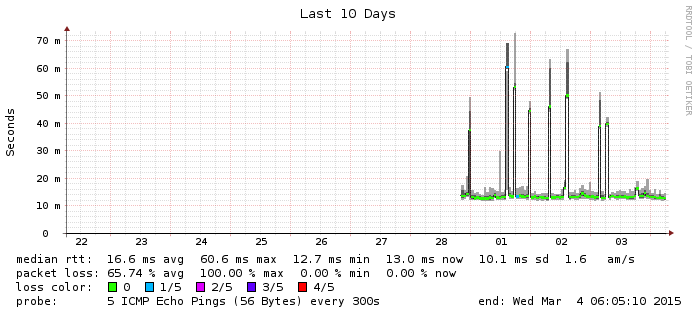 Last 10 Days
RRDTOOL / TOBI OETIKER
Seconds
70 m
60 m
50 m
40 m
30 m
20 m
10 m
0
22 23 24 25 26 27 28 01 02 03
median rtt: 16.6 ms avg 60.6 ms max 12.7 ms min 13.0 ms now 10.1 ms sd 1.6 am/s
packet loss: 65.74 % avg 100.00 % max 0.00 % min 0.00 % now
loss color: 0 1/5 2/5 3/5 4/5
probe: 5 ICMP Echo Pings (56 Bytes) every 300s end: Wed Mar 4 06:05:10 2015